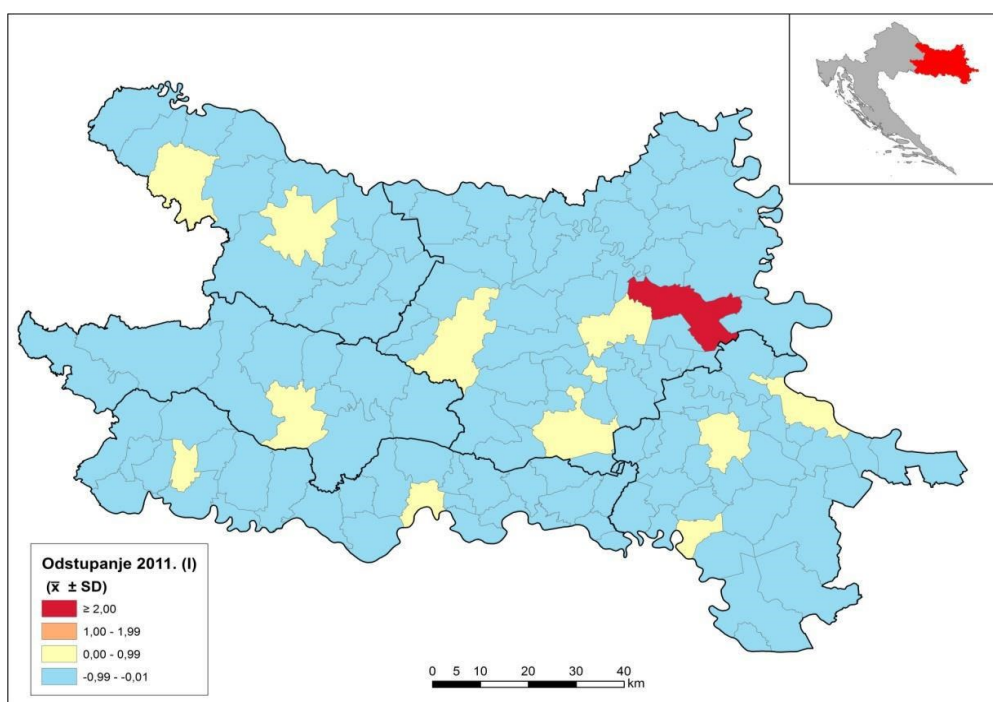 Odstupanje 2011. (I)
(x̅ ± SD)
≥ 2,00
1,00 - 1,99
0,00 - 0,99
-0,99 - -0,01
0 5 10 20 30 40
km